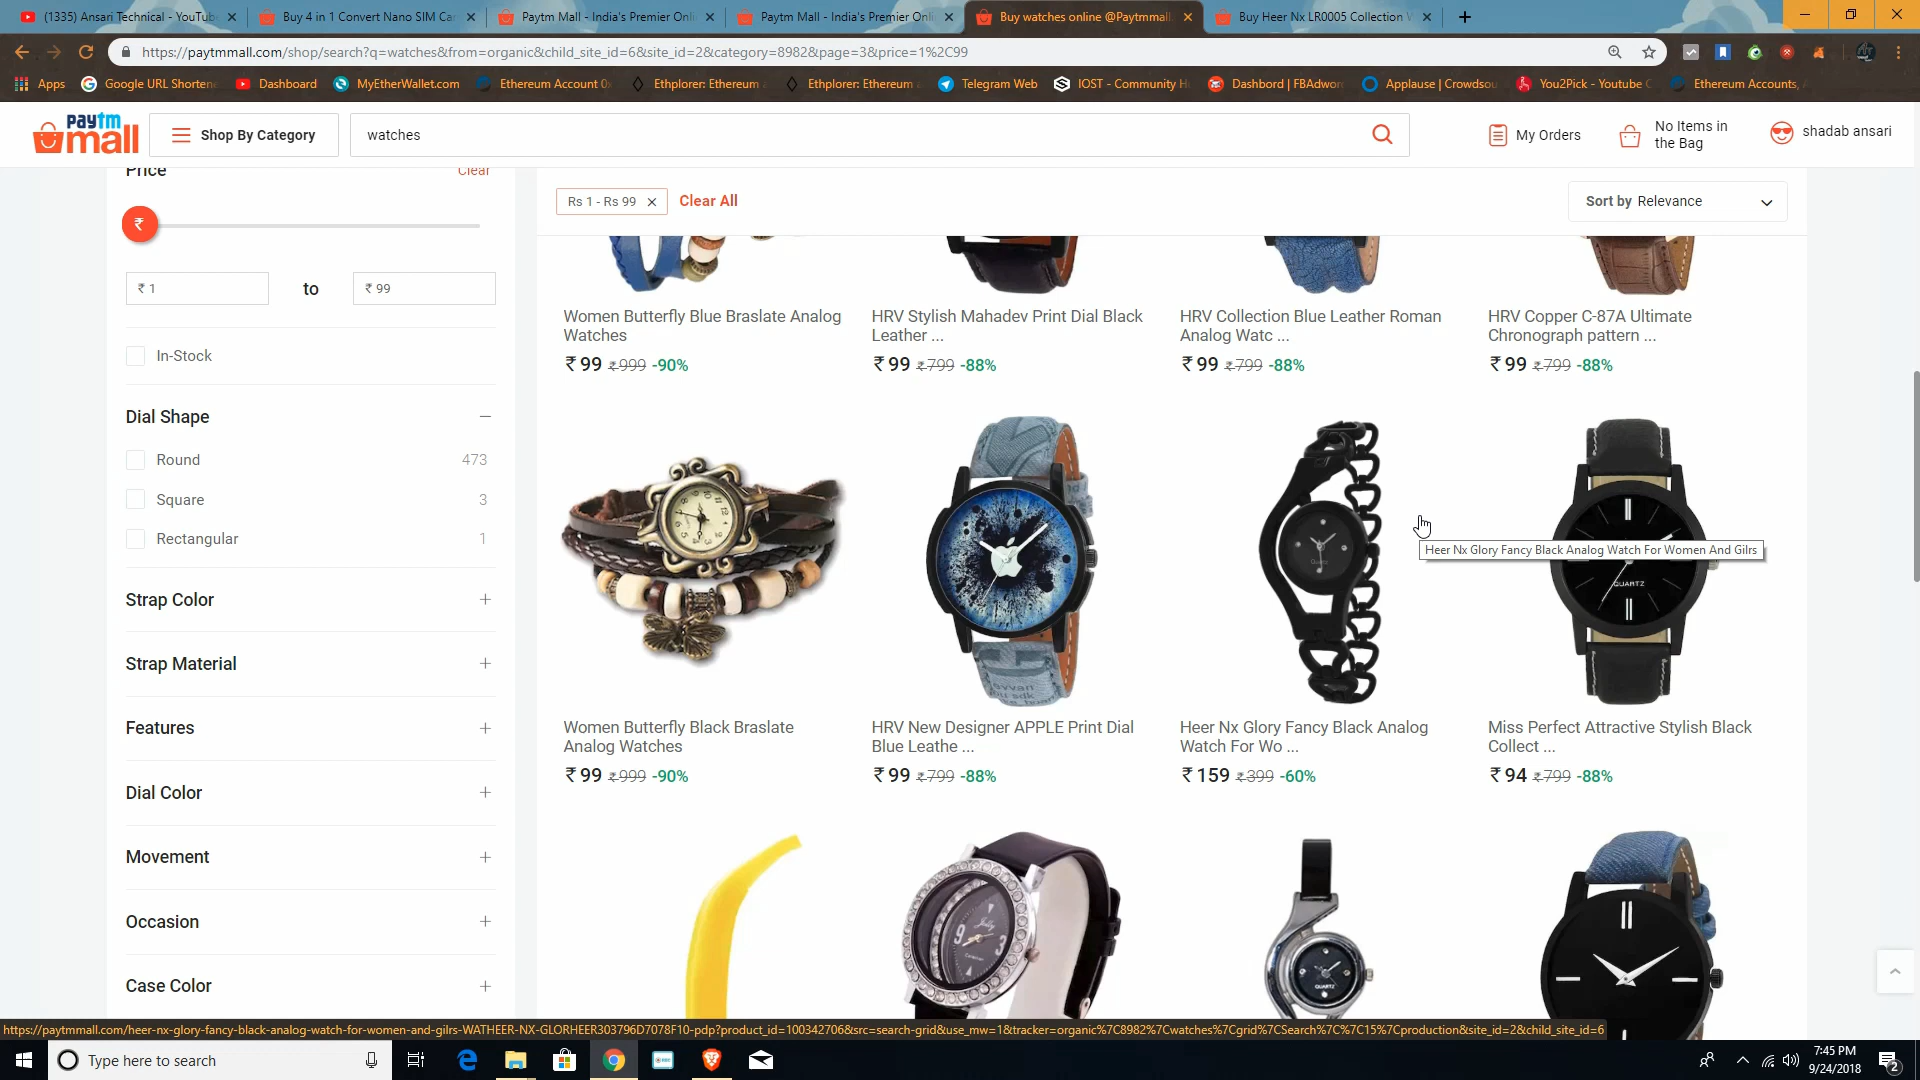 (1335) Ansari Technical - YouTube
Buy 4 in 1 Convert Nano SIM Ca
Paytm Mall - India's Premier Onli
Paytm Mall - India's Premier Onli
Buy watches online @Paytmmall
Buy Heer Nx LR0005 Collection W
https://paytmmall.com/shop/search?q=watches&from=organic&child_site_id=6&site_id=2&category=8982&page=3&price=1%2C99
Apps
Google URL Shortene
Dashboard
MyEtherWallet.com
Ethereum Account 0x
Ethplorer: Ethereum
Ethplorer: Ethereum
Telegram Web
IOST - Community H
Dashbord | FBAdwor
Applause | Crowdsou
You2Pick - Youtube C
Ethereum Accounts, A
paytm
mall
Shop By Category
watches
My Orders
No Items in
the Bag
shadab ansari
Price
Clear
₹
₹ 1
to
₹ 99
In-Stock
Dial Shape
Round 473
Square 3
Rectangular 1
Strap Color
Strap Material
Features
Dial Color
Movement
Occasion
Case Color
Rs 1 - Rs 99
Clear All
Sort by Relevance
Women Butterfly Blue Braslate Analog
Watches
₹99 ₹999 -90%
HRV Stylish Mahadev Print Dial Black
Leather ...
₹99 ₹799 -88%
HRV Collection Blue Leather Roman
Analog Watc ...
₹99 ₹799 -88%
HRV Copper C-87A Ultimate
Chronograph pattern ...
₹99 ₹799 -88%
Heer Nx Glory Fancy Black Analog Watch For Women And Gilrs
QUARTZ
Women Butterfly Black Braslate
Analog Watches
₹99 ₹999 -90%
HRV New Designer APPLE Print Dial
Blue Leathe ...
₹99 ₹799 -88%
Heer Nx Glory Fancy Black Analog
Watch For Wo ...
₹159 ₹399 -60%
Miss Perfect Attractive Stylish Black
Collect ...
₹94 ₹799 -88%
QUARTZ
https://paytmmall.com/heer-nx-glory-fancy-black-analog-watch-for-women-and-gilrs-WATHEER-NX-GLORHEER303796D7078F10-pdp?product_id=100342706&src=search-grid&use_mw=1&tracker=organic%7C8982%7Cwatches%7Cgrid%7CSearch%7C%7C15%7Cproduction&site_id=2&child_site_id=6
Type here to search
7:45 PM
9/24/2018
2